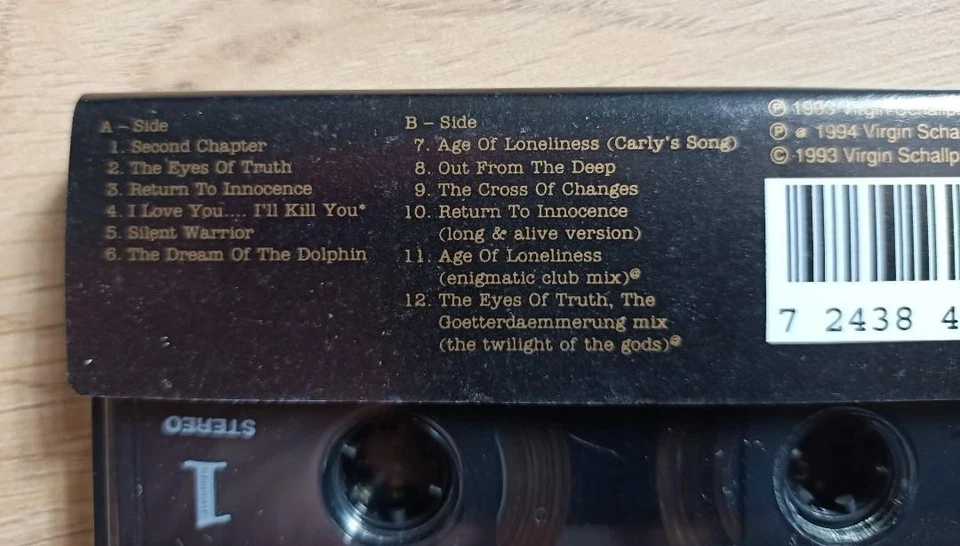 A – Side
1. Second Chapter
2. The Eyes Of Truth
3. Return To Innocence
4. I Love You.... I'll Kill You*
5. Silent Warrior
6. The Dream Of The Dolphin
B – Side
7. Age Of Loneliness (Carly's Song)
8. Out From The Deep
9. The Cross Of Changes
10. Return To Innocence
(long & alive version)
11. Age Of Loneliness
(enigmatic club mix)@
12. The Eyes Of Truth, The
Goetterdaemmerung mix
(the twilight of the gods)@
℗ 1993 Virgin Schallp
℗ @ 1994 Virgin Scha
© 1993 Virgin Schallp
7 2438 4
STEREO
1